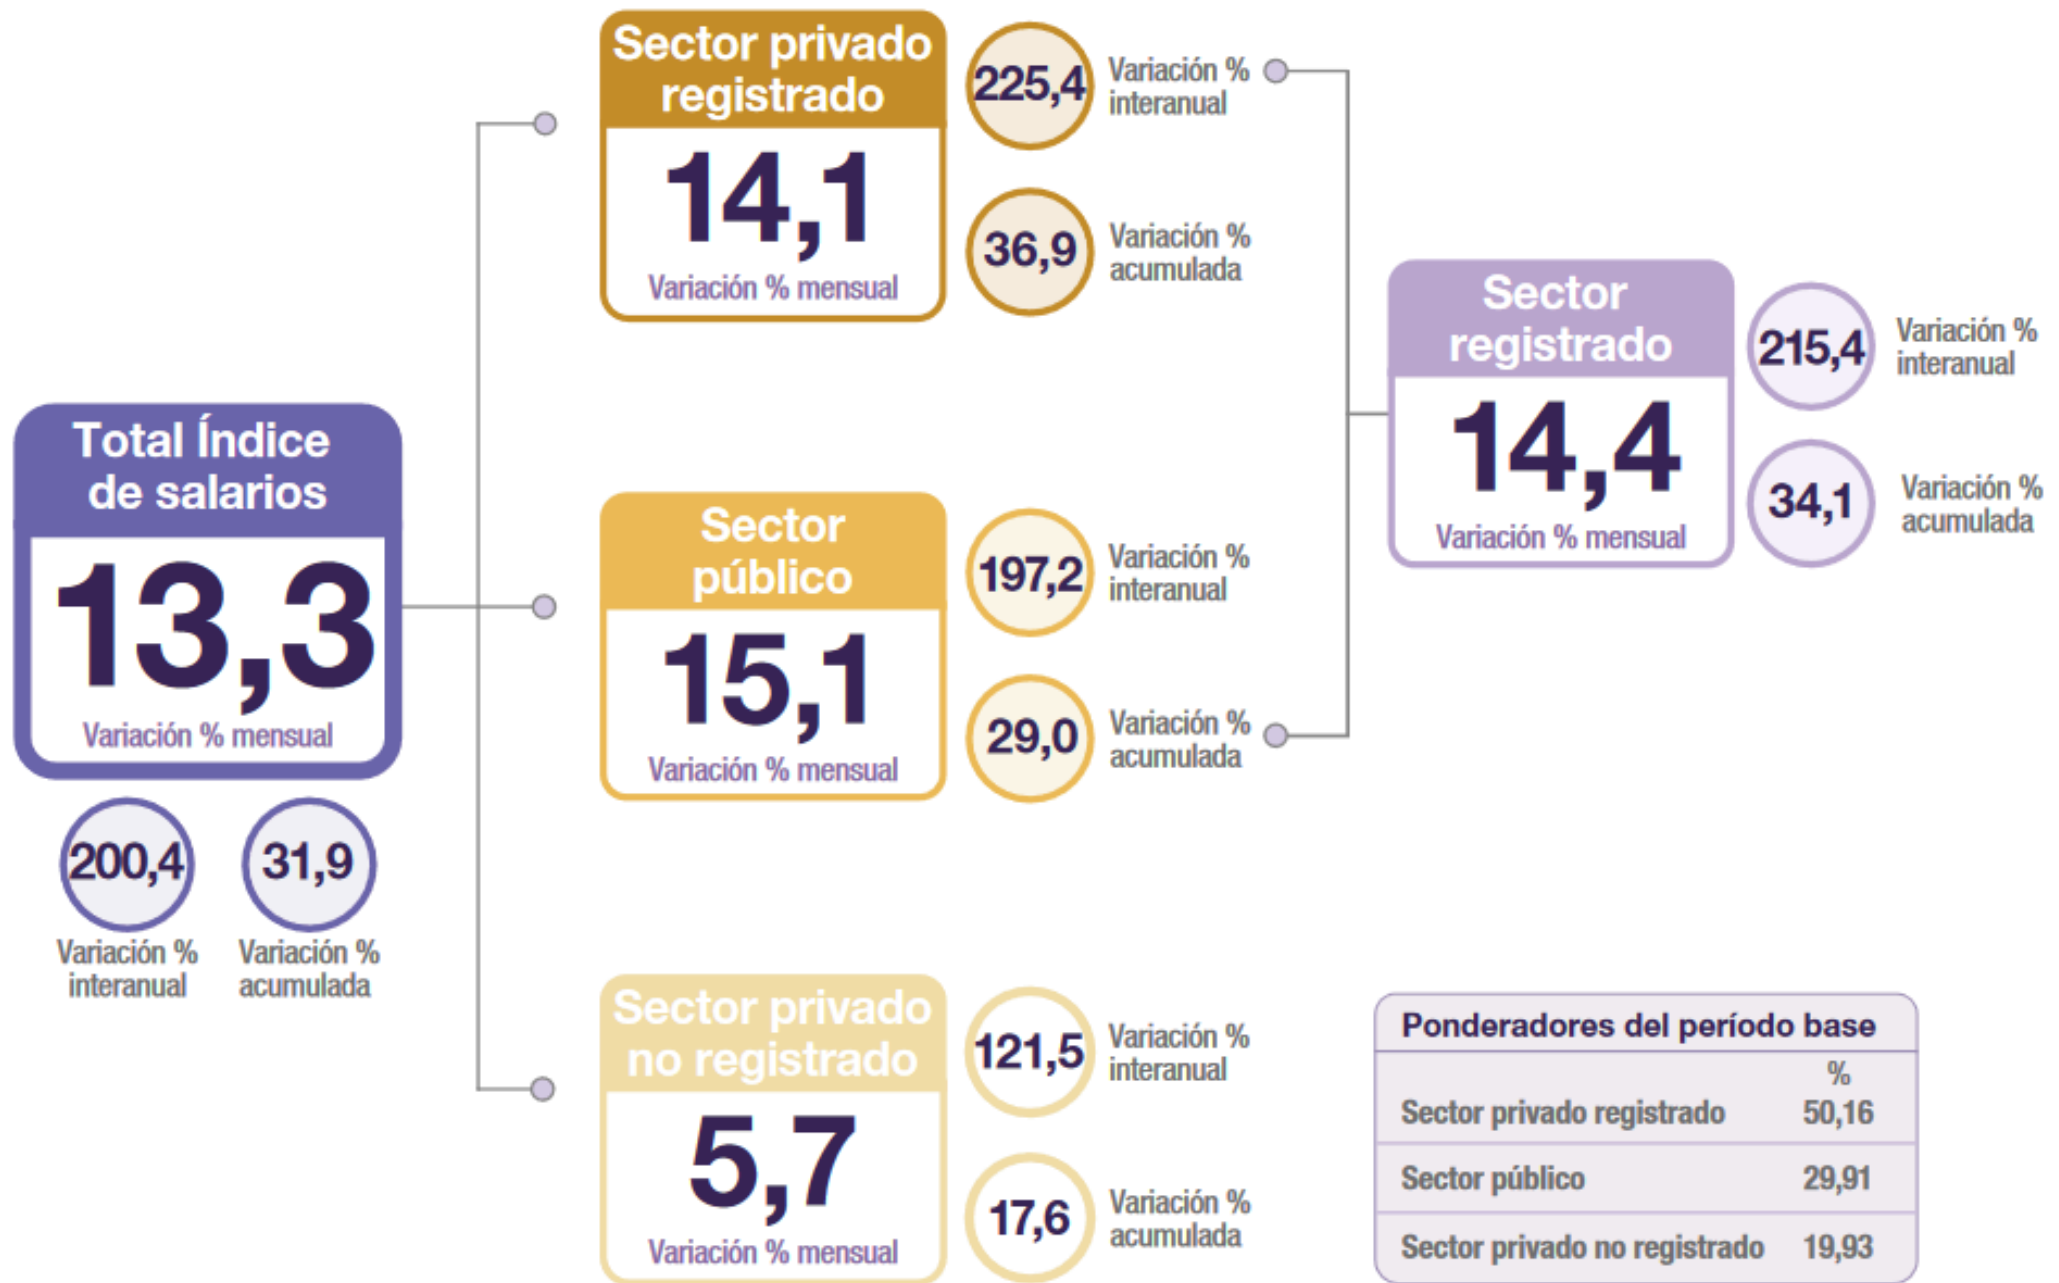 Total Índice
de salarios
13,3
Variación % mensual
200,4
Variación %
interanual
31,9
Variación %
acumulada
Sector privado
registrado
14,1
Variación % mensual
225,4
Variación %
interanual
36,9
Variación %
acumulada
Sector
público
15,1
Variación % mensual
197,2
Variación %
interanual
29,0
Variación %
acumulada
Sector privado
no registrado
5,7
Variación % mensual
121,5
Variación %
interanual
17,6
Variación %
acumulada
Sector
registrado
14,4
Variación % mensual
215,4
Variación %
interanual
34,1
Variación %
acumulada
Ponderadores del período base
%
Sector privado registrado 50,16
Sector público 29,91
Sector privado no registrado 19,93